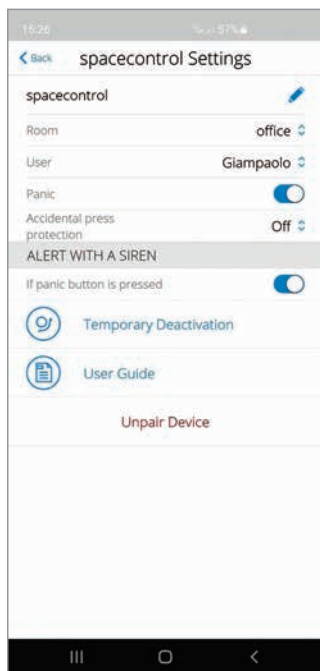 15:26 57%
Back spacecontrol Settings
spacecontrol
Room office
User Giampaolo
Panic
Accidental press
protection Off
ALERT WITH A SIREN
If panic button is pressed
Temporary Deactivation
User Guide
Unpair Device